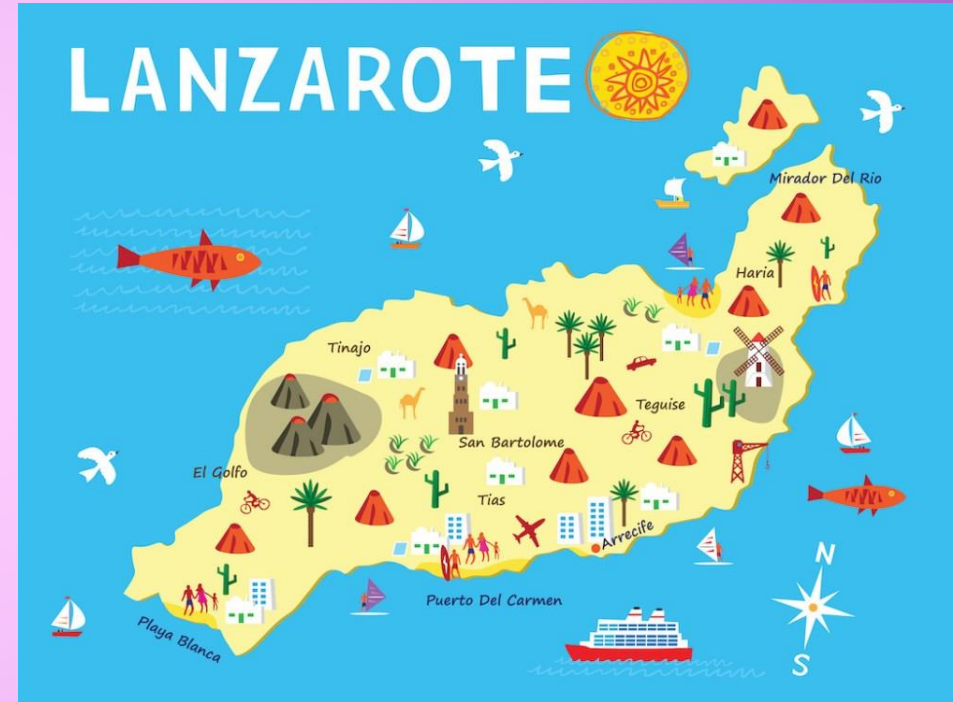 LANZAROTE
Mirador Del Rio
Haria
Tinajo
Teguise
San Bartolome
El Golfo
Tias
Arrecife
Puerto Del Carmen
Playa Blanca
N
S